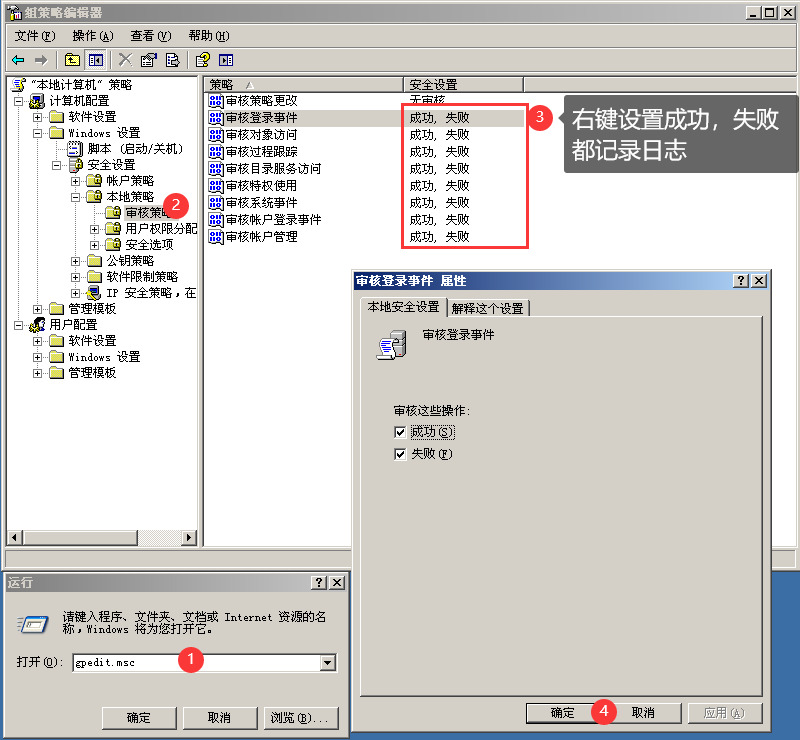 组策略编辑器
文件(F) 操作(A) 查看(V) 帮助(H)
“本地计算机” 策略
计算机配置
软件设置
Windows 设置
脚本 (启动/关机)
安全设置
帐户策略
本地策略
审核策略
用户权限分配
安全选项
公钥策略
软件限制策略
IP 安全策略，在
管理模板
用户配置
软件设置
Windows 设置
管理模板
策略 安全设置
审核策略更改 无审核
审核登录事件 成功, 失败
审核对象访问 成功, 失败
审核过程跟踪 成功, 失败
审核目录服务访问 成功, 失败
审核特权使用 成功, 失败
审核系统事件 成功, 失败
审核帐户登录事件 成功, 失败
审核帐户管理 成功, 失败
2
3
右键设置成功，失败
都记录日志
审核登录事件 属性
本地安全设置 解释这个设置
审核登录事件
审核这些操作:
成功(S)
失败(F)
确定 4 取消 应用(A)
运行
请键入程序、文件夹、文档或 Internet 资源的名
称，Windows 将为您打开它。
打开(O): gpedit.msc 1
确定 取消 浏览(B)...